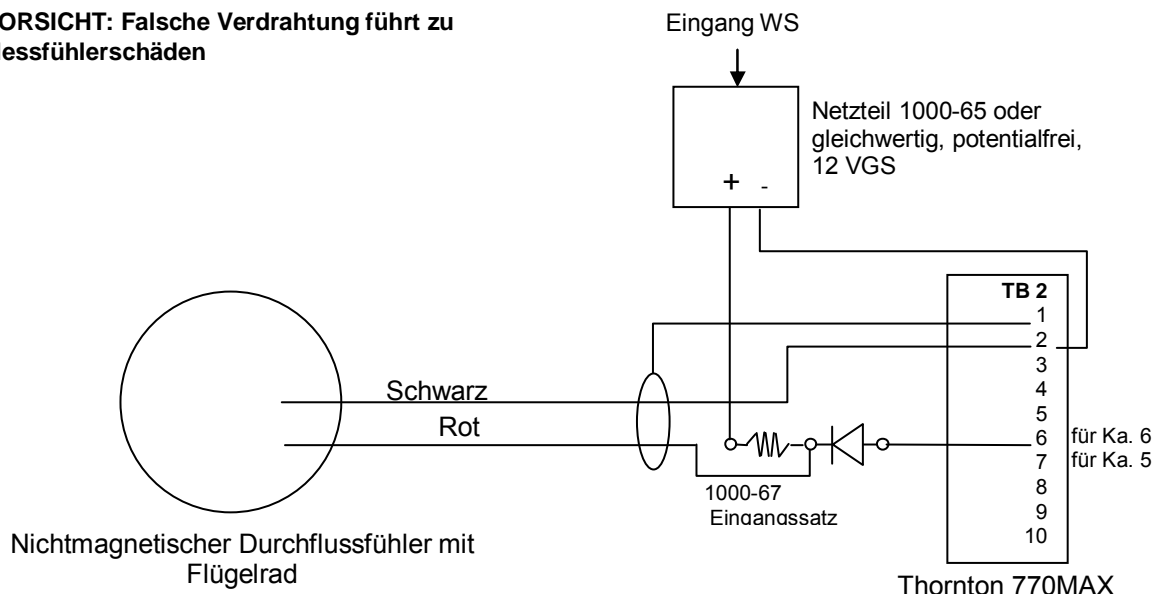 ORSICHT: Falsche Verdrahtung führt zu
essfühlerschäden
Eingang WS
Netzteil 1000-65 oder
gleichwertig, potentialfrei,
12 VGS
+ -
TB 2
1
2
3
4
5
6 für Ka. 6
7 für Ka. 5
8
9
10
Schwarz
Rot
1000-67
Eingangssatz
Nichtmagnetischer Durchflussfühler mit
Flügelrad
Thornton 770MAX